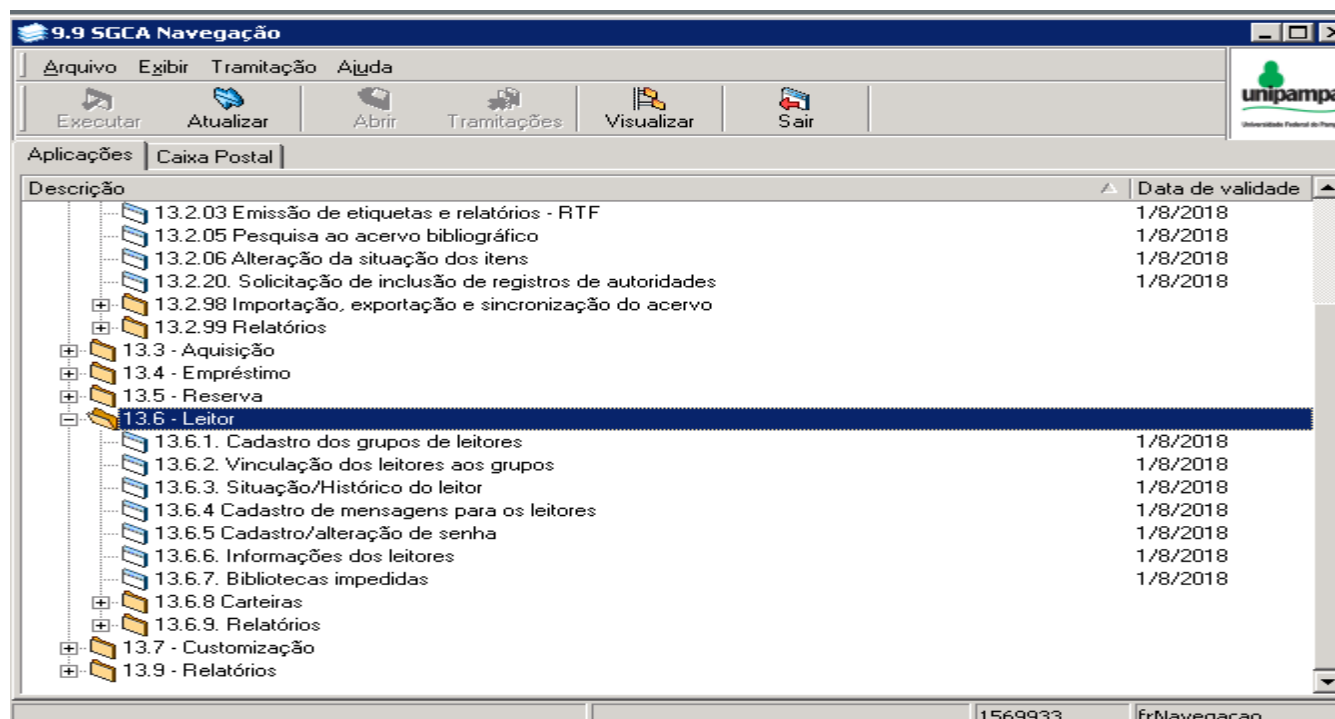 9.9 SGCA Navegação
Arquivo Exibir Tramitação Ajuda
Executar Atualizar Abrir Tramitações Visualizar Sair
unipampa
Universidade Federal do Pampa
Aplicações Caixa Postal
Descrição Data de validade
13.2.03 Emissão de etiquetas e relatórios - RTF 1/8/2018
13.2.05 Pesquisa ao acervo bibliográfico 1/8/2018
13.2.06 Alteração da situação dos itens 1/8/2018
13.2.20. Solicitação de inclusão de registros de autoridades 1/8/2018
13.2.98 Importação, exportação e sincronização do acervo
13.2.99 Relatórios
13.3 - Aquisição
13.4 - Empréstimo
13.5 - Reserva
13.6 - Leitor
13.6.1. Cadastro dos grupos de leitores 1/8/2018
13.6.2. Vinculação dos leitores aos grupos 1/8/2018
13.6.3. Situação/Histórico do leitor 1/8/2018
13.6.4 Cadastro de mensagens para os leitores 1/8/2018
13.6.5 Cadastro/alteração de senha 1/8/2018
13.6.6. Informações dos leitores 1/8/2018
13.6.7. Bibliotecas impedidas 1/8/2018
13.6.8 Carteiras
13.6.9. Relatórios
13.7 - Customização
13.9 - Relatórios
1569933 frNavegacao